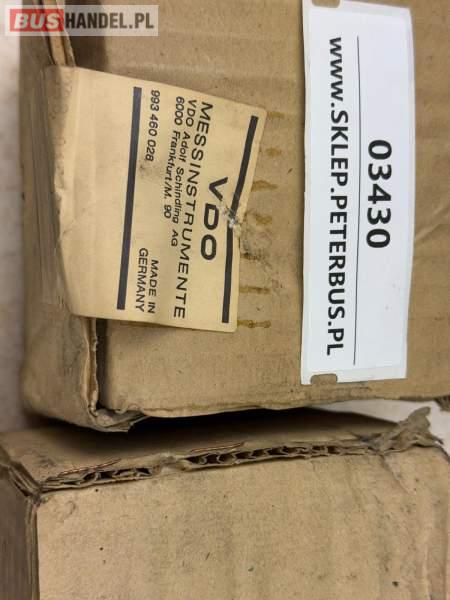 BUSHANDEL.PL
VDO
MESSINSTRUMENTE
VDO Adolf Schindling AG
6000 Frankfurt/M. 90
993 460 028
MADE IN
GERMANY
03430
www.SKLEP.PETERBUS.PL